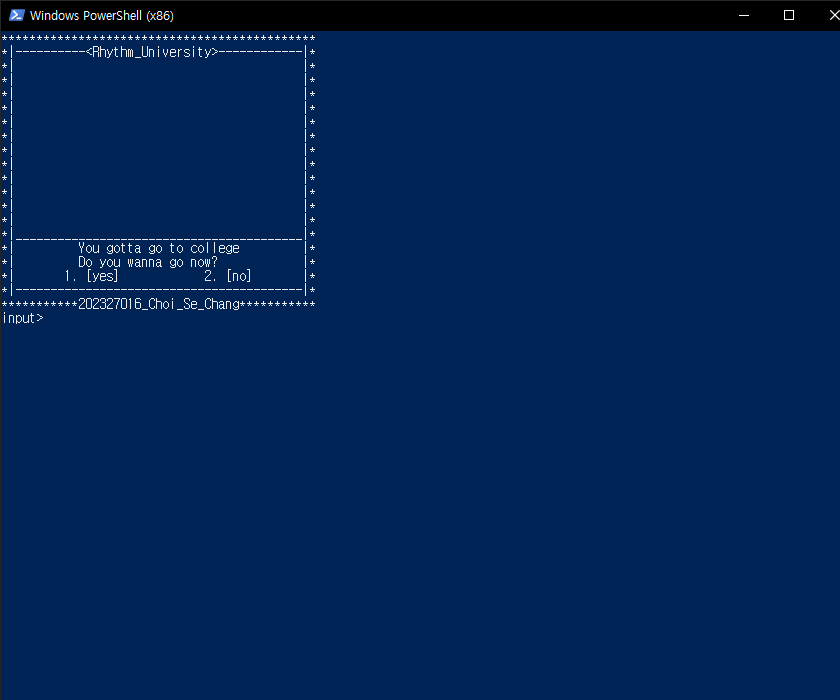 Windows PowerShell (x86)
*********************************************
*|----------<Rhythm_University>------------|*
*| |*
*| |*
*| |*
*| |*
*| |*
*| |*
*| |*
*| |*
*| |*
*| |*
*| |*
*| |*
*|_________________________________________|*
*| You gotta go to college |*
*| Do you wanna go now? |*
*| 1. [yes] 2. [no] |*
*|-----------------------------------------|*
***********202327016_Choi_Se_Chang***********
input>